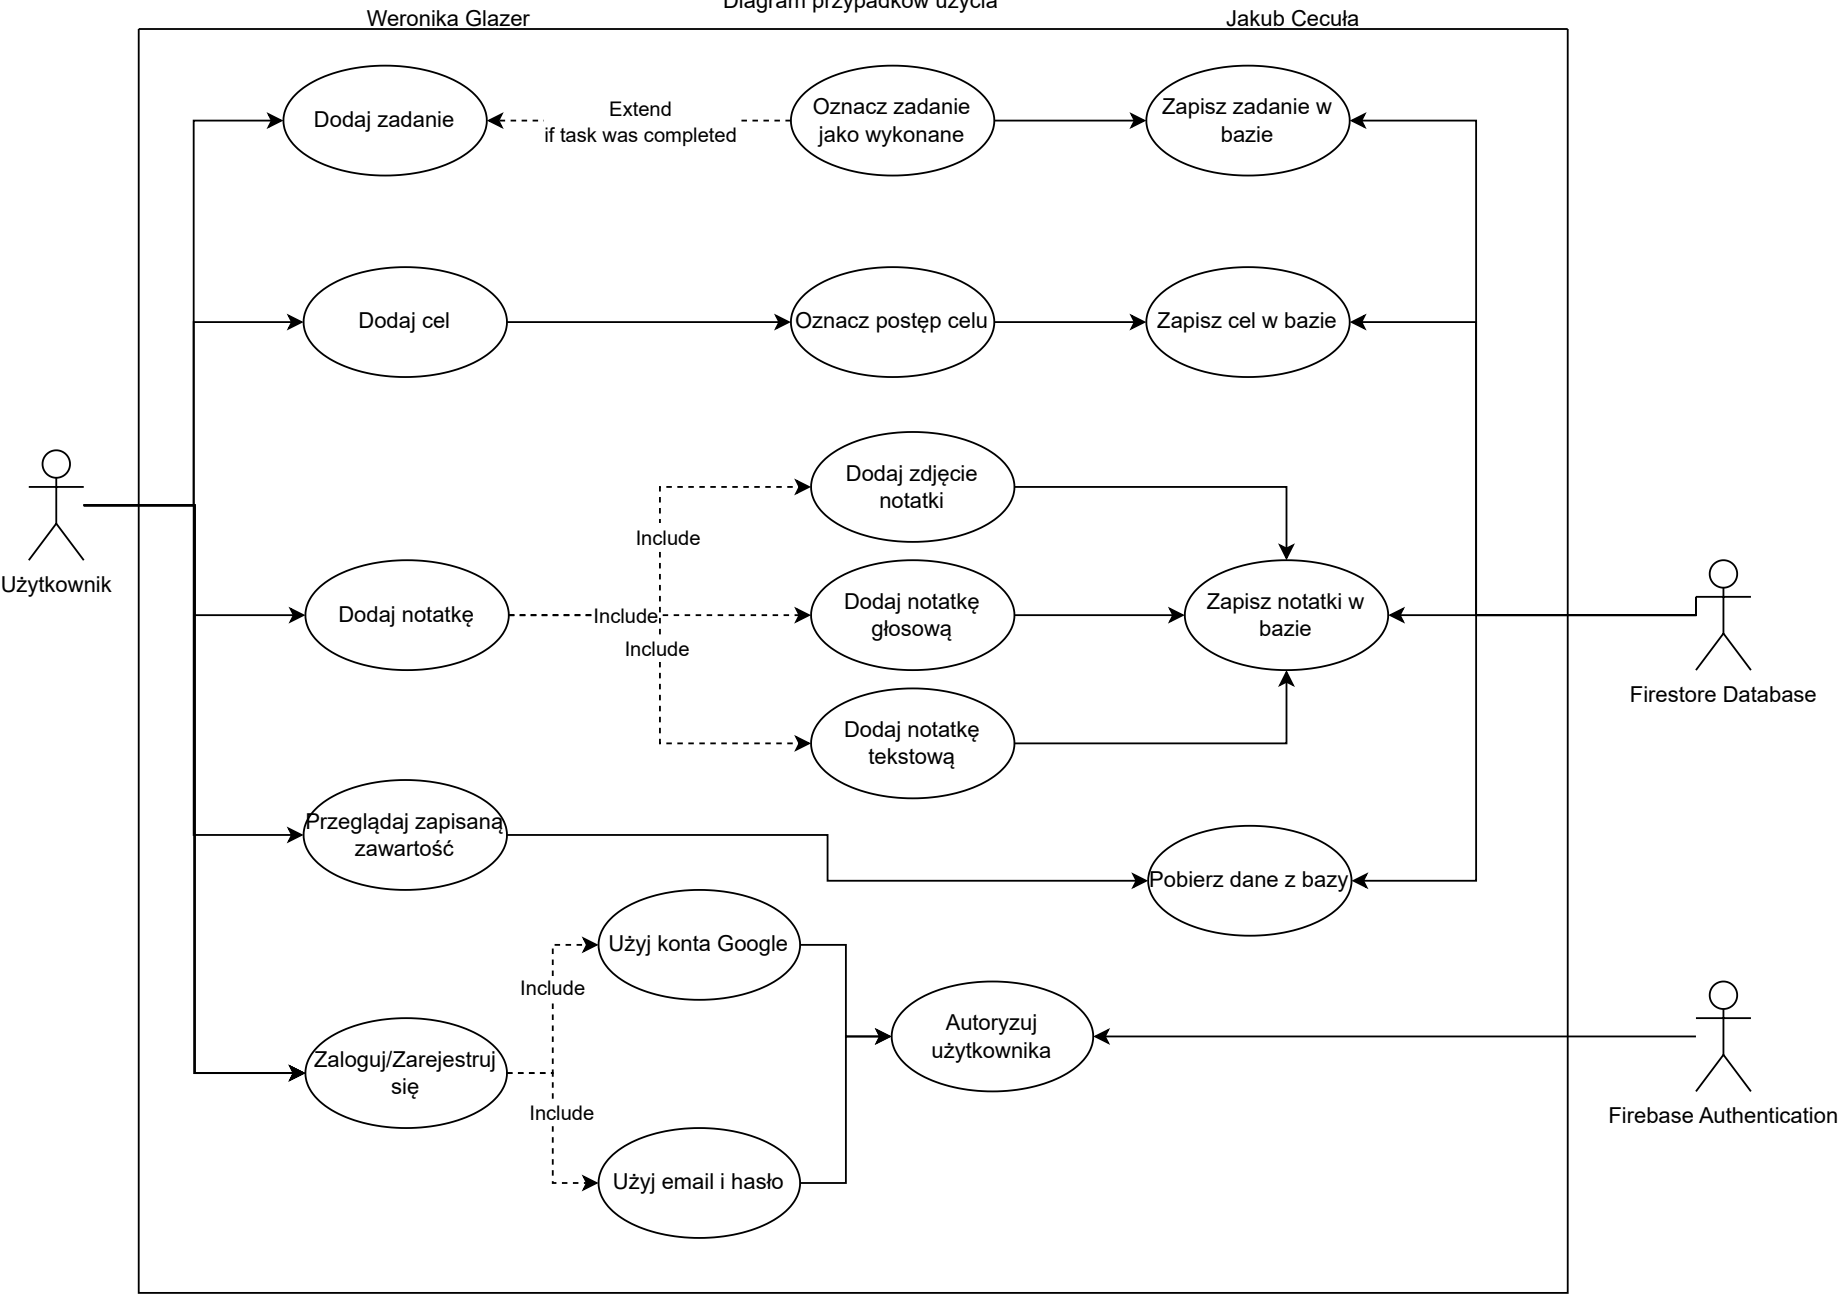 Diagram przypadków użycia
Weronika Glazer
Jakub Cecuła
Dodaj zadanie
Extend
if task was completed
Oznacz zadanie
jako wykonane
Zapisz zadanie w
bazie
Dodaj cel
Oznacz postęp celu
Zapisz cel w bazie
Użytkownik
Dodaj zdjęcie
notatki
Include
Dodaj notatkę
Include
Include
Dodaj notatkę
głosową
Zapisz notatki w
bazie
Firestore Database
Dodaj notatkę
tekstową
Przeglądaj zapisaną
zawartość
Pobierz dane z bazy
Użyj konta Google
Include
Zaloguj/Zarejestruj
się
Include
Autoryzuj
użytkownika
Firebase Authentication
Użyj email i hasło